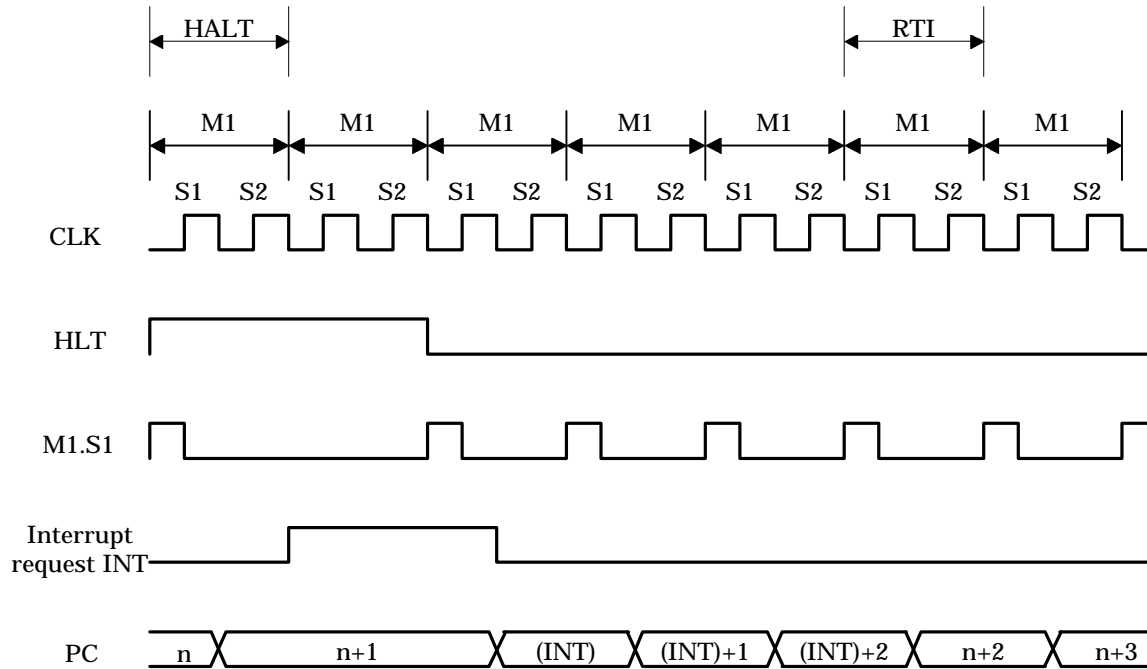 HALT RTI
M1 M1 M1 M1 M1 M1 M1
S1 S2 S1 S2 S1 S2 S1 S2 S1 S2 S1 S2 S1 S2
CLK
HLT
M1.S1
Interrupt
request INT
PC n n+1 (INT) (INT)+1 (INT)+2 n+2 n+3